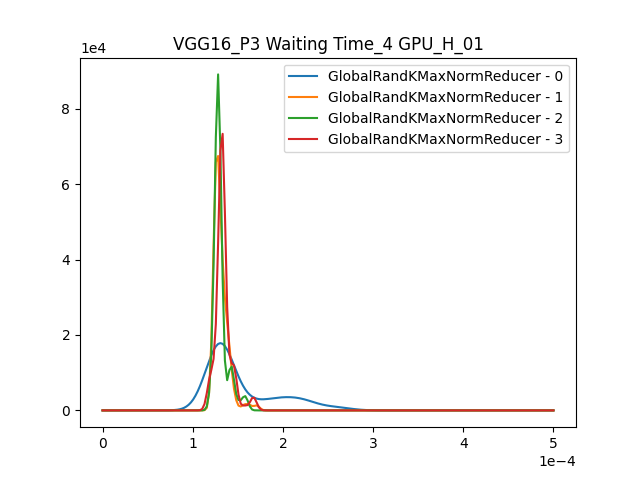 VGG16_P3 Waiting Time_4 GPU_H_01
1e4
GlobalRandKMaxNormReducer - 0
GlobalRandKMaxNormReducer - 1
GlobalRandKMaxNormReducer - 2
GlobalRandKMaxNormReducer - 3
8
6
4
2
0
0 1 2 3 4 5
1e−4